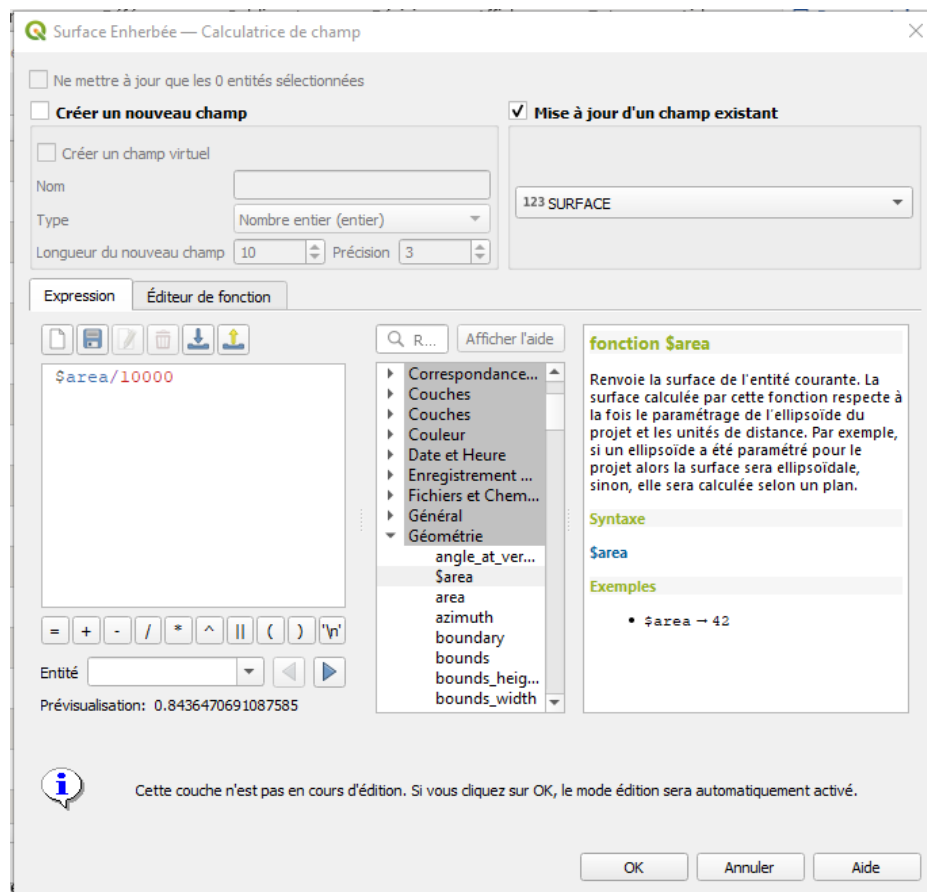 Surface Enherbée — Calculatrice de champ
Ne mettre à jour que les 0 entités sélectionnées
Créer un nouveau champ
Mise à jour d'un champ existant
Créer un champ virtuel
Nom
Type
Nombre entier (entier)
Longueur du nouveau champ
10
Précision
3
123 SURFACE
Expression
Éditeur de fonction
R...
Afficher l'aide
$area/10000
= + - / * ^ || ( ) '\n'
Entité
Prévisualisation: 0.8436470691087585
Correspondance...
Couches
Couches
Couleur
Date et Heure
Enregistrement ...
Fichiers et Chem...
Général
Géométrie
angle_at_ver...
$area
area
azimuth
boundary
bounds
bounds_heig...
bounds_width
fonction $area
Renvoie la surface de l'entité courante. La
surface calculée par cette fonction respecte à
la fois le paramétrage de l'ellipsoïde du
projet et les unités de distance. Par exemple,
si un ellipsoïde a été paramétré pour le
projet alors la surface sera ellipsoïdale,
sinon, elle sera calculée selon un plan.
Syntaxe
$area
Exemples
• $area → 42
Cette couche n'est pas en cours d'édition. Si vous cliquez sur OK, le mode édition sera automatiquement activé.
OK
Annuler
Aide